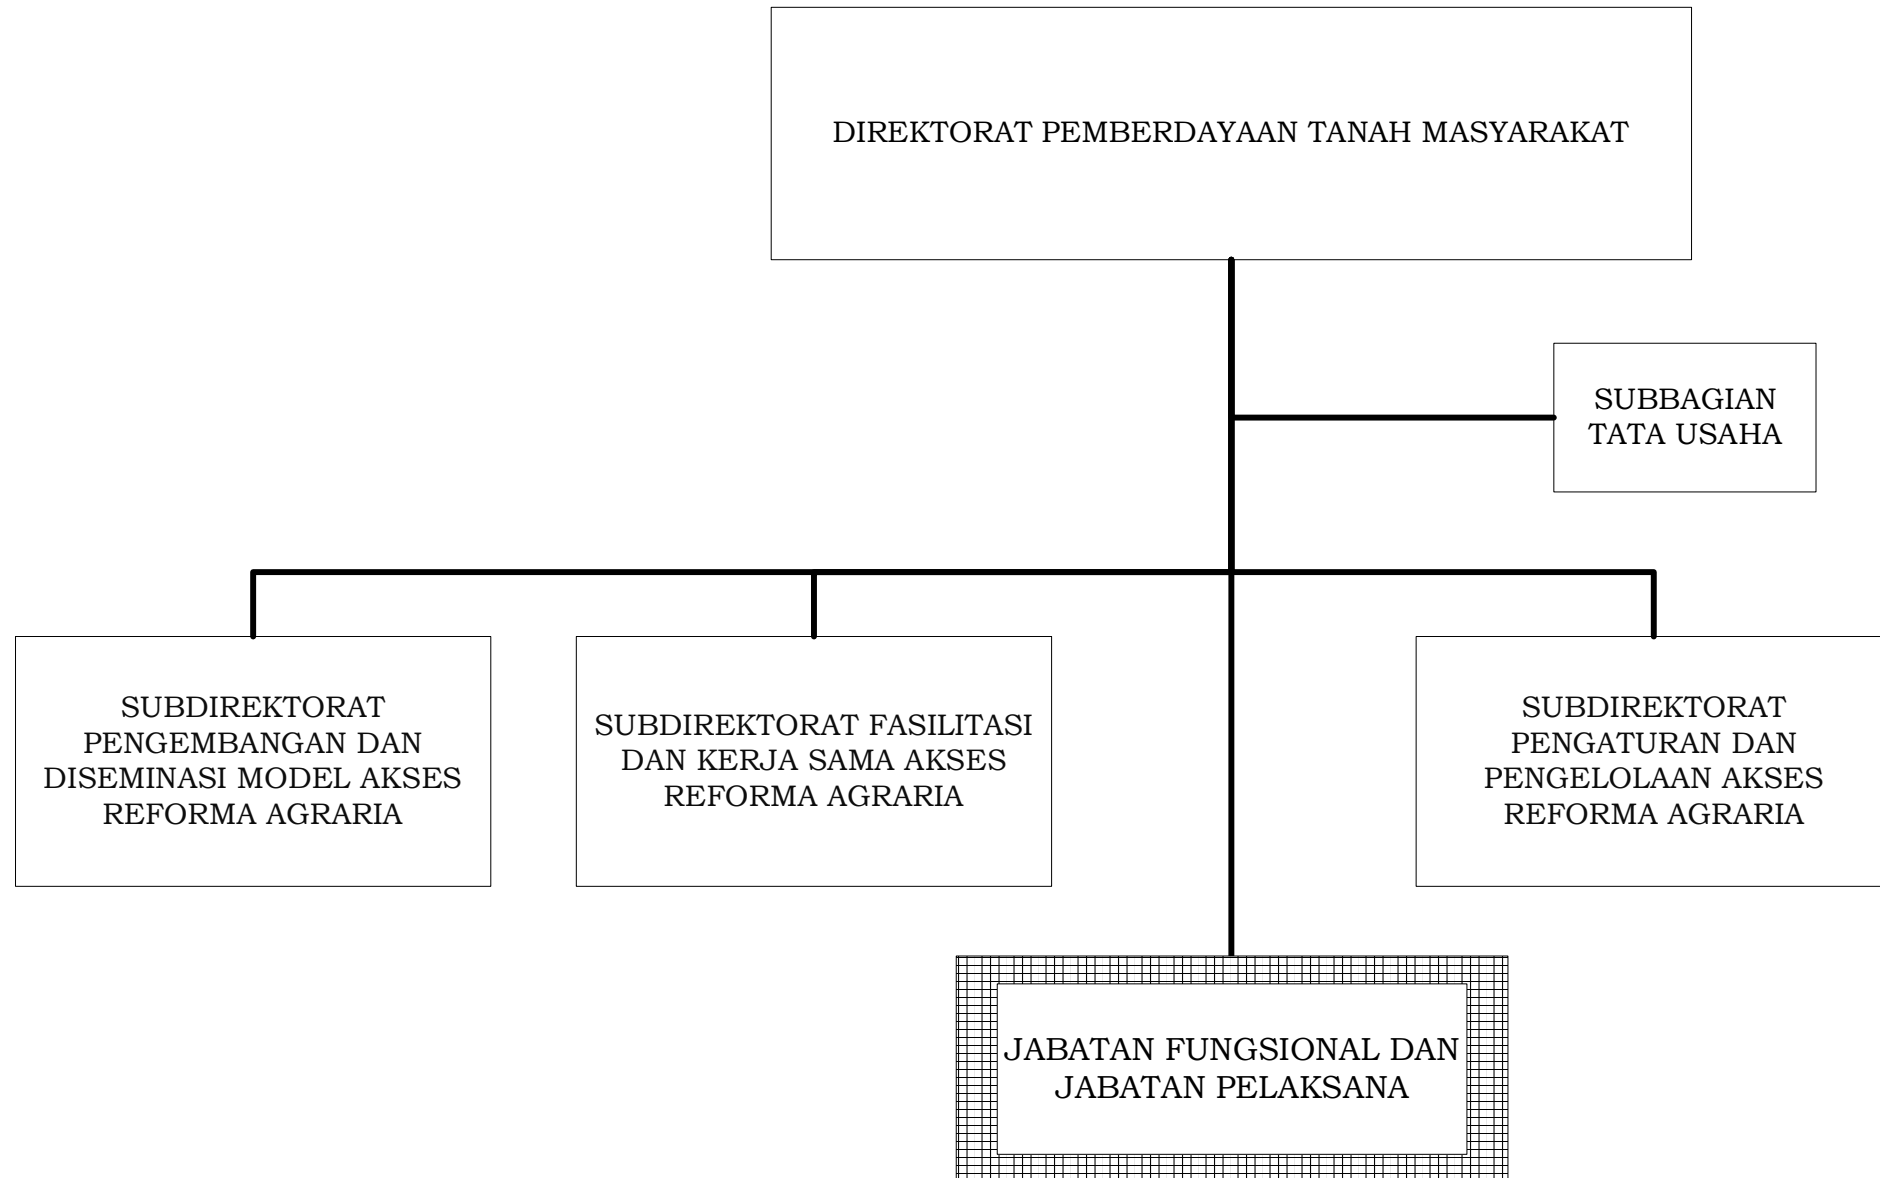 DIREKTORAT PEMBERDAYAAN TANAH MASYARAKAT
SUBBAGIAN
TATA USAHA
SUBDIREKTORAT
PENGEMBANGAN DAN
DISEMINASI MODEL AKSES
REFORMA AGRARIA
SUBDIREKTORAT FASILITASI
DAN KERJA SAMA AKSES
REFORMA AGRARIA
SUBDIREKTORAT
PENGATURAN DAN
PENGELOLAAN AKSES
REFORMA AGRARIA
JABATAN FUNGSIONAL DAN
JABATAN PELAKSANA